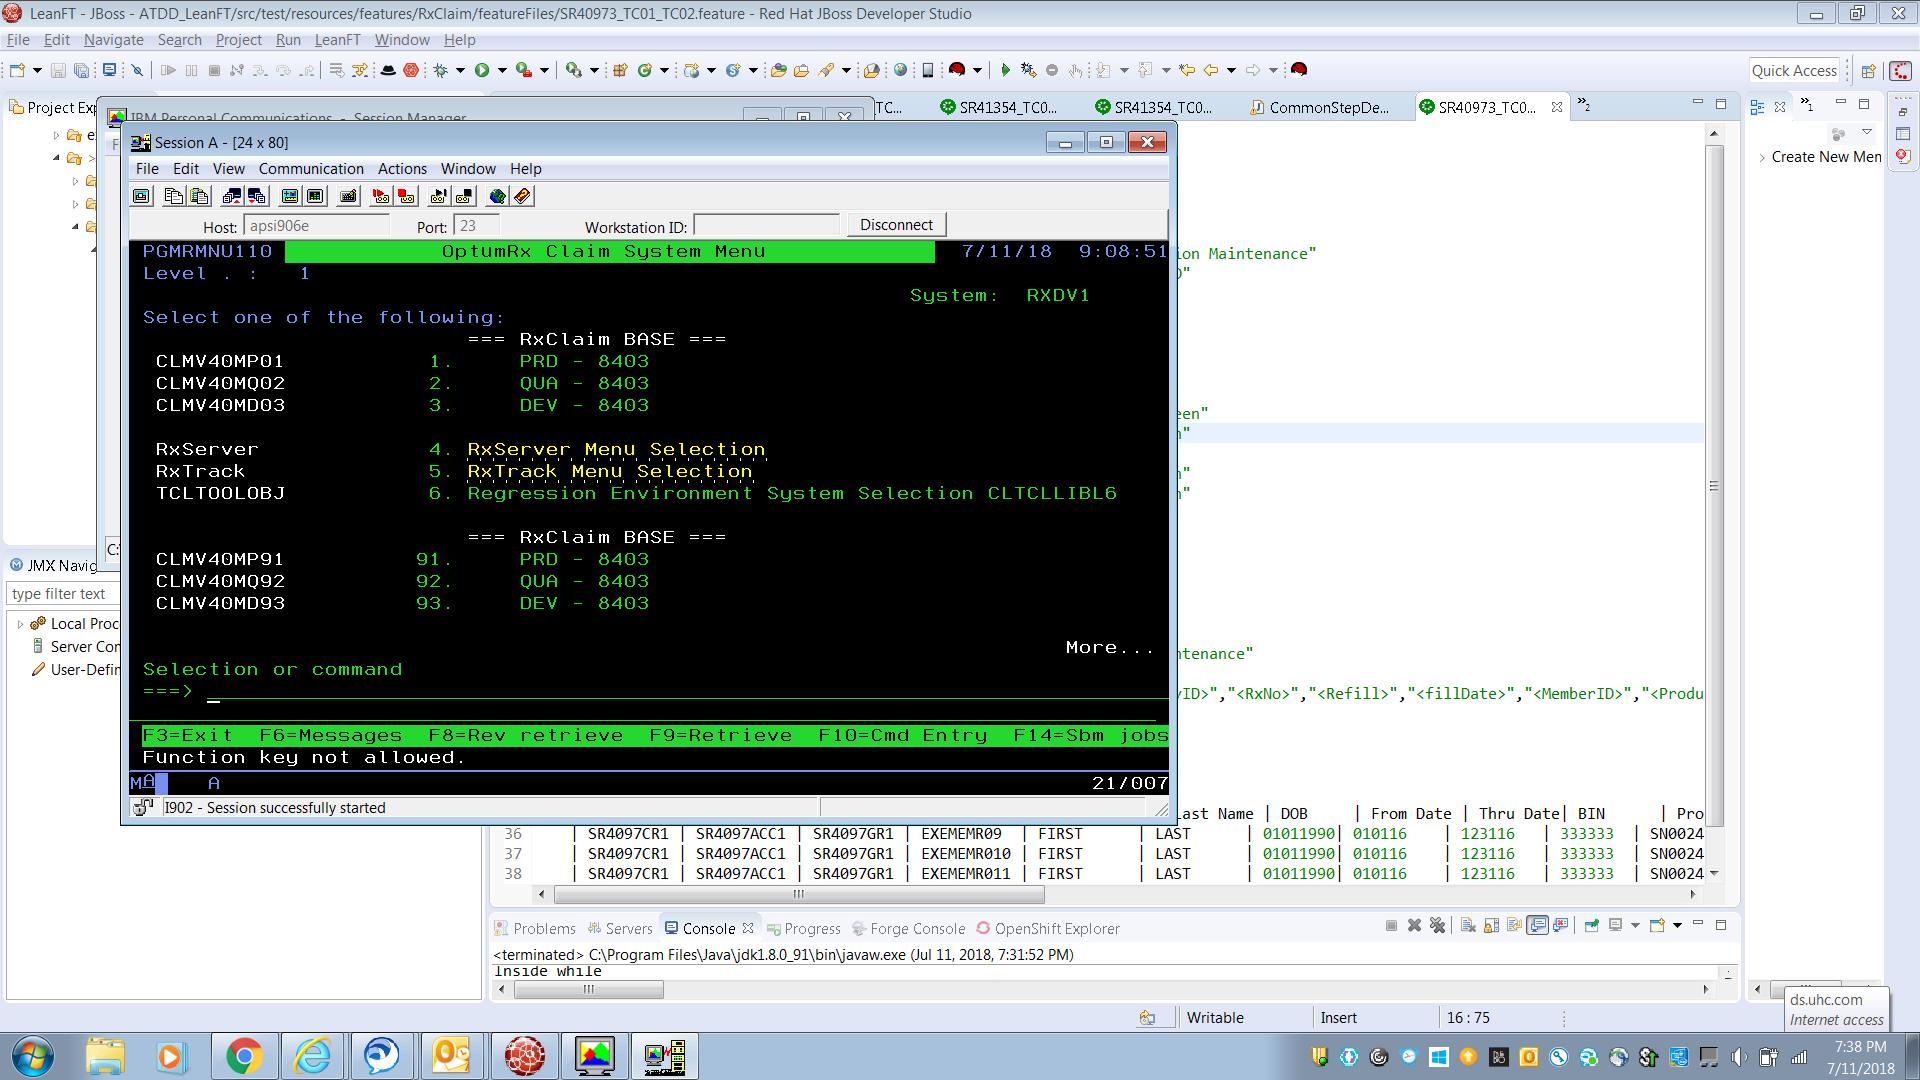 LeanFT - JBoss - ATDD_LeanFT/src/test/resources/features/RxClaim/featureFiles/SR40973_TC01_TC02.feature - Red Hat JBoss Developer Studio
File Edit Navigate Search Project Run LeanFT Window Help
Quick Access
Project Exp
TC...
SR41354_TC0...
SR41354_TC0...
CommonStepDe...
SR40973_TC0...
IBM Personal Communications - Session Manager
Session A - [24 x 80]
File Edit View Communication Actions Window Help
Host: apsi906e Port: 23 Workstation ID: Disconnect
PGMRMNU110 OptumRx Claim System Menu 7/11/18 9:08:51
Level . : 1
System: RXDV1
Select one of the following:
=== RxClaim BASE ===
CLMV40MP01 1. PRD - 8403
CLMV40MQ02 2. QUA - 8403
CLMV40MD03 3. DEV - 8403
RxServer 4. RxServer Menu Selection
RxTrack 5. RxTrack Menu Selection
TCLTOOLOBJ 6. Regression Environment System Selection CLTCLLIBL6
=== RxClaim BASE ===
CLMV40MP91 91. PRD - 8403
CLMV40MQ92 92. QUA - 8403
CLMV40MD93 93. DEV - 8403
More...
Selection or command
===>
F3=Exit F6=Messages F8=Rev retrieve F9=Retrieve F10=Cmd Entry F14=Sbm jobs
Function key not allowed.
MA A 21/007
I902 - Session successfully started
Create New Men
ion Maintenance"
een"
ntenance"
ID>","<RxNo>","<Refill>","<fillDate>","<MemberID>","<Produ
Last Name | DOB | From Date | Thru Date| BIN | Pro
36 | SR4097CR1 | SR4097ACC1 | SR4097GR1 | EXEMEMR09 | FIRST | LAST | 01011990| 010116 | 123116 | 333333 | SN0024
37 | SR4097CR1 | SR4097ACC1 | SR4097GR1 | EXEMEMR010 | FIRST | LAST | 01011990| 010116 | 123116 | 333333 | SN0024
38 | SR4097CR1 | SR4097ACC1 | SR4097GR1 | EXEMEMR011 | FIRST | LAST | 01011990| 010116 | 123116 | 333333 | SN0024
JMX Navig
type filter text
Local Proc
Server Con
User-Defin
Problems Servers Console Progress Forge Console OpenShift Explorer
<terminated> C:\Program Files\Java\jdk1.8.0_91\bin\javaw.exe (Jul 11, 2018, 7:31:52 PM)
Inside while
Writable Insert 16 : 75
ds.uhc.com
Internet access
7:38 PM
7/11/2018